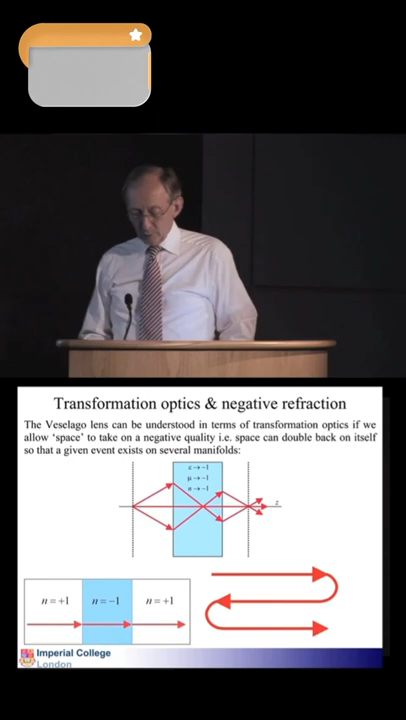 Transformation optics & negative refraction
The Veselago lens can be understood in terms of transformation optics if we
allow ‘space’ to take on a negative quality i.e. space can double back on itself
so that a given event exists on several manifolds:
ε→−1
μ→−1
n→−1
z
n = +1 n = −1 n = +1
Imperial College
London